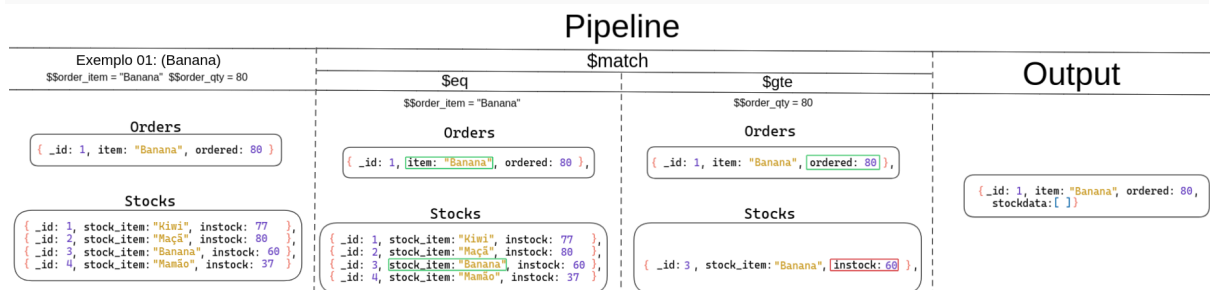 Pipeline
Exemplo 01: (Banana)
$$order_item = "Banana" $$order_qty = 80
Orders
{ _id: 1, item: "Banana", ordered: 80 }
Stocks
{ _id: 1, stock_item:"Kiwi", instock: 77 },
{ _id: 2, stock_item:"Maçã", instock: 80 },
{ _id: 3, stock_item:"Banana", instock: 60 },
{ _id: 4, stock_item:"Mamão", instock: 37 }
$match
$eq
$$order_item = "Banana"
Orders
{ _id: 1, item: "Banana", ordered: 80 },
Stocks
{ _id: 1, stock_item:"Kiwi", instock: 77 },
{ _id: 2, stock_item:"Maçã", instock: 80 },
{ _id: 3, stock_item:"Banana", instock: 60 },
{ _id: 4, stock_item:"Mamão", instock: 37 }
$gte
$$order_qty = 80
Orders
{ _id: 1, item: "Banana", ordered: 80 },
Stocks
{ _id:3 , stock_item:"Banana", instock: 60 },
Output
{ _id: 1, item: "Banana", ordered: 80,
stockdata:[ ]}